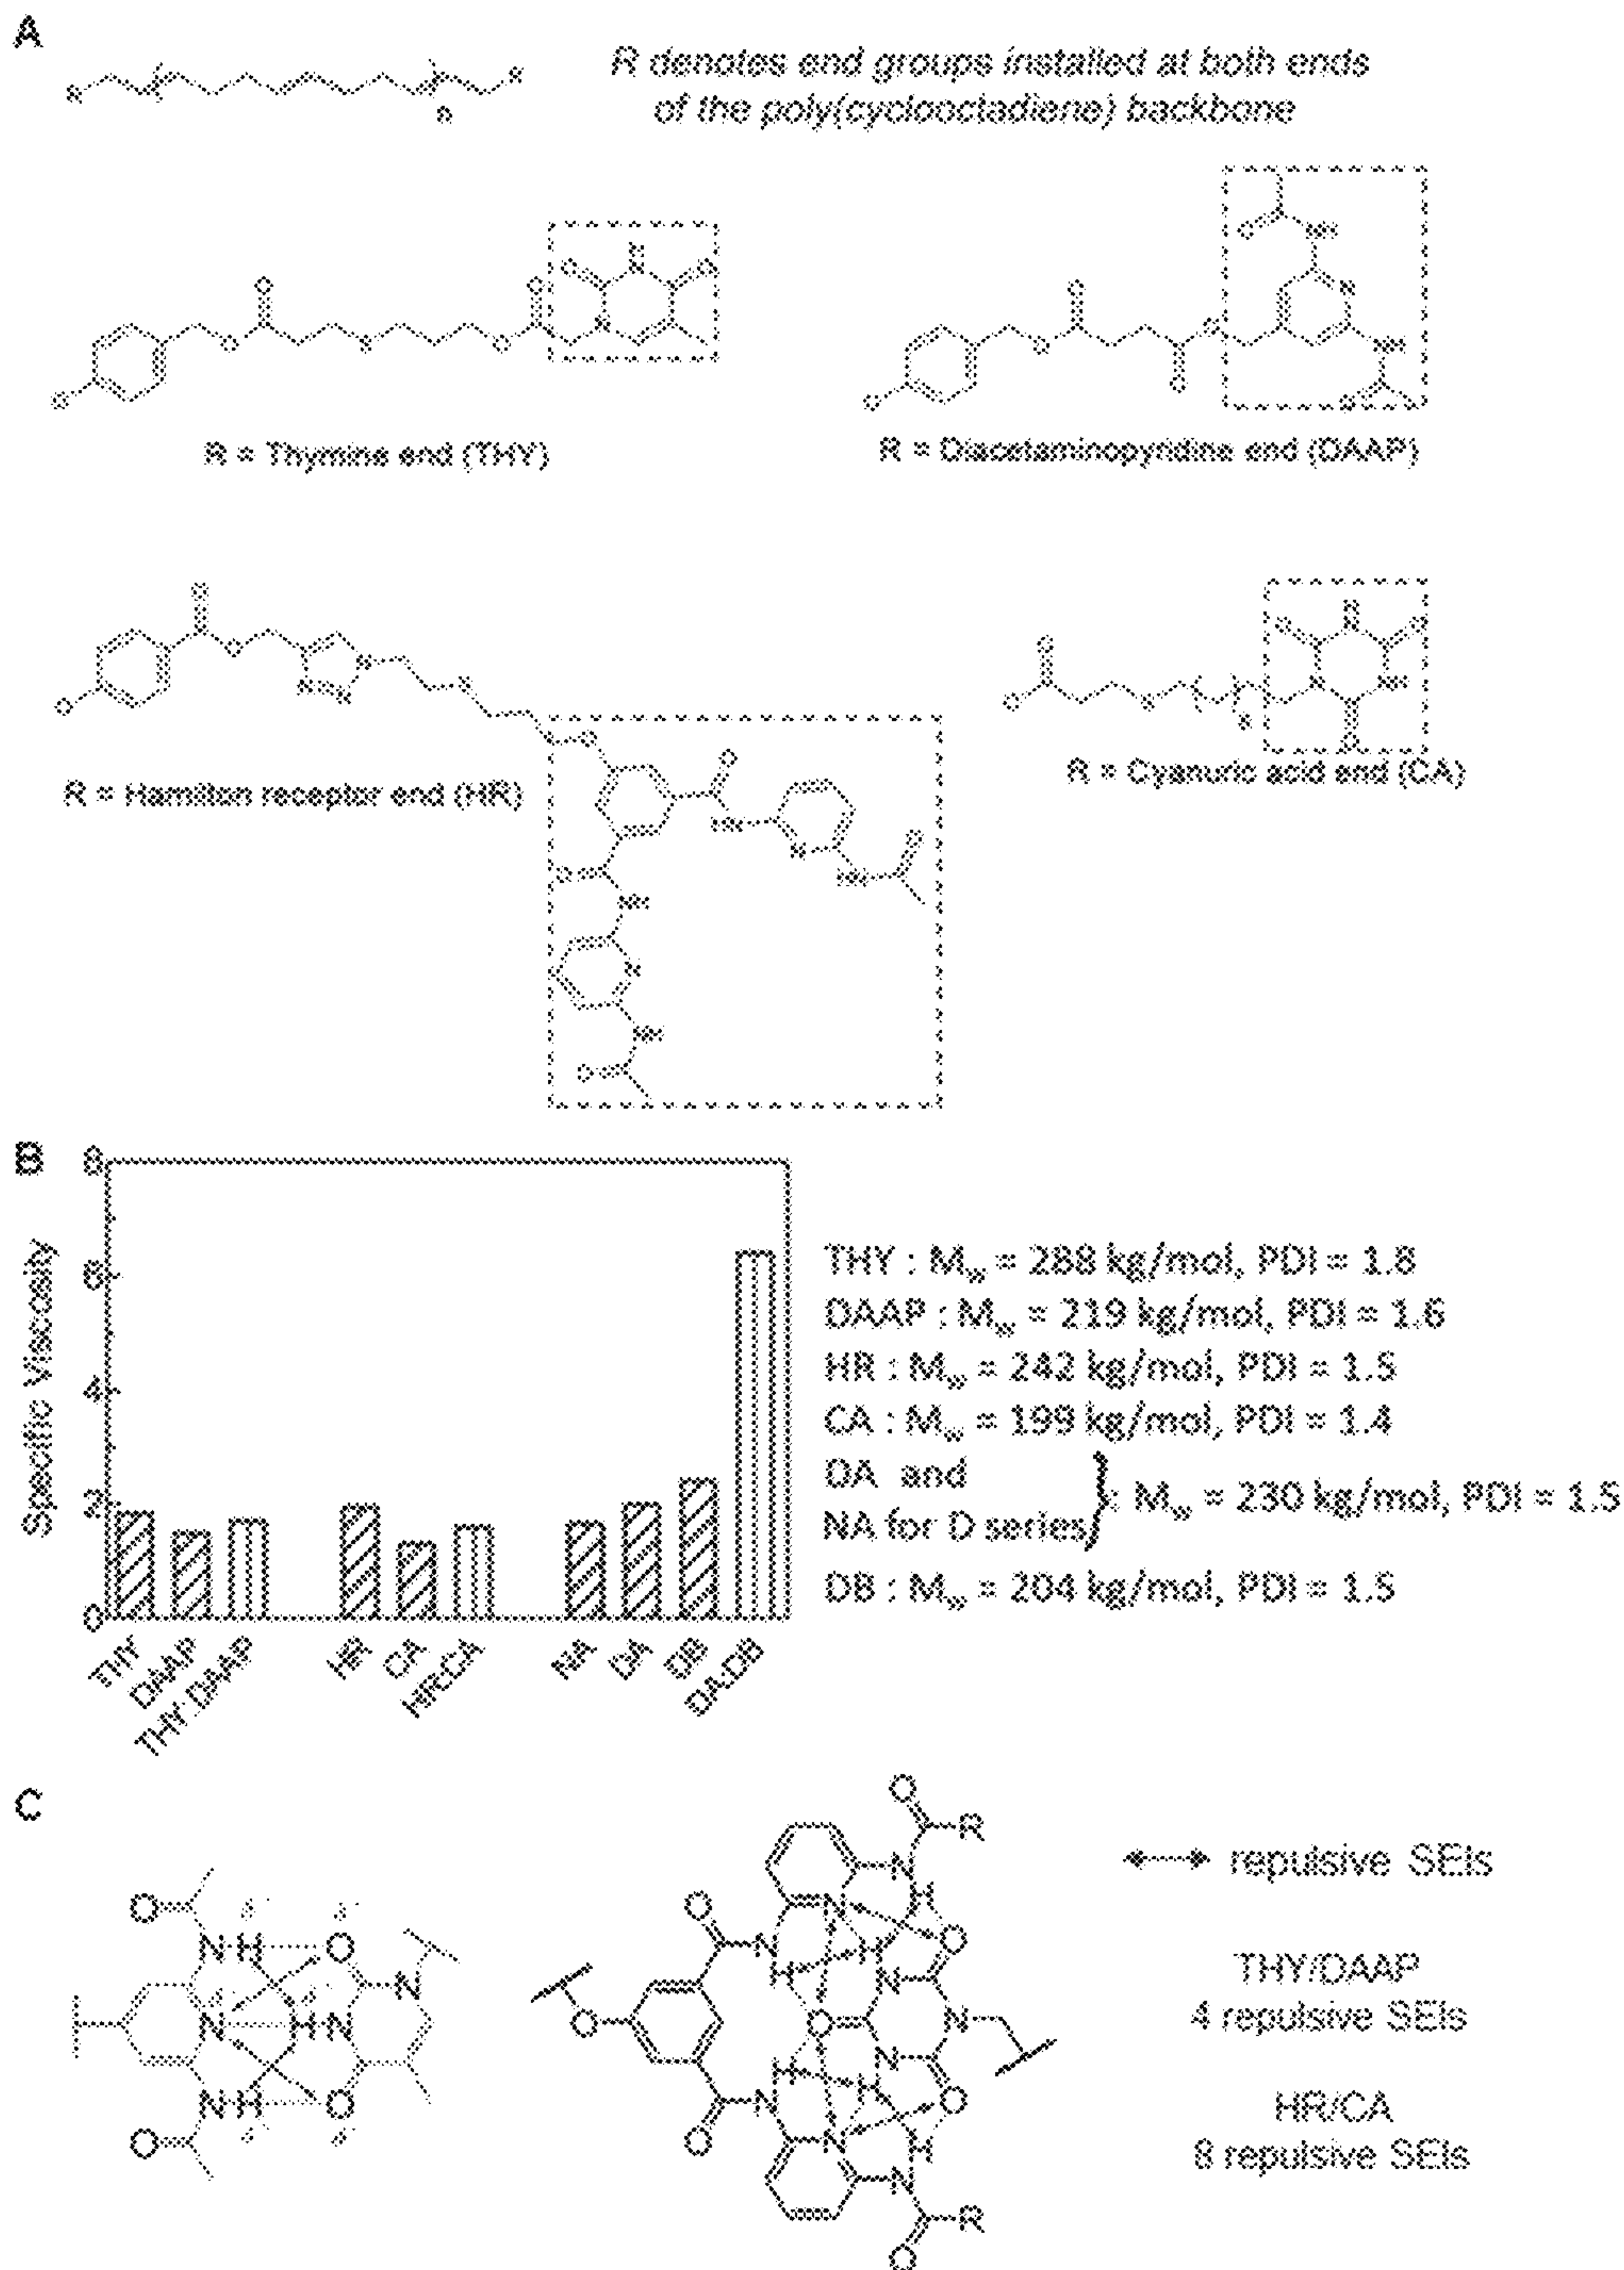 A
R denotes end groups installed at both ends
of the poly(cyclooctadiene) backbone
R
R
n
R = Thymine end (THY)
R = Diacetaminopyridine end (DAAP)
R = Hamilton receptor end (HR)
R = Cyanuric acid end (CA)
B
Specific Viscosity
8
6
4
2
0
THY
DAAP
THY:DAAP
HR
CA
HR:CA
NA
DA
DB
DA:DB
THY : Mw = 288 kg/mol, PDI = 1.8
DAAP : Mw = 219 kg/mol, PDI = 1.6
HR : Mw = 242 kg/mol, PDI = 1.5
CA : Mw = 199 kg/mol, PDI = 1.4
DA and
NA for D series
: Mw = 230 kg/mol, PDI = 1.5
DB : Mw = 204 kg/mol, PDI = 1.5
C
repulsive SEIs
THY/DAAP
4 repulsive SEIs
HR/CA
8 repulsive SEIs